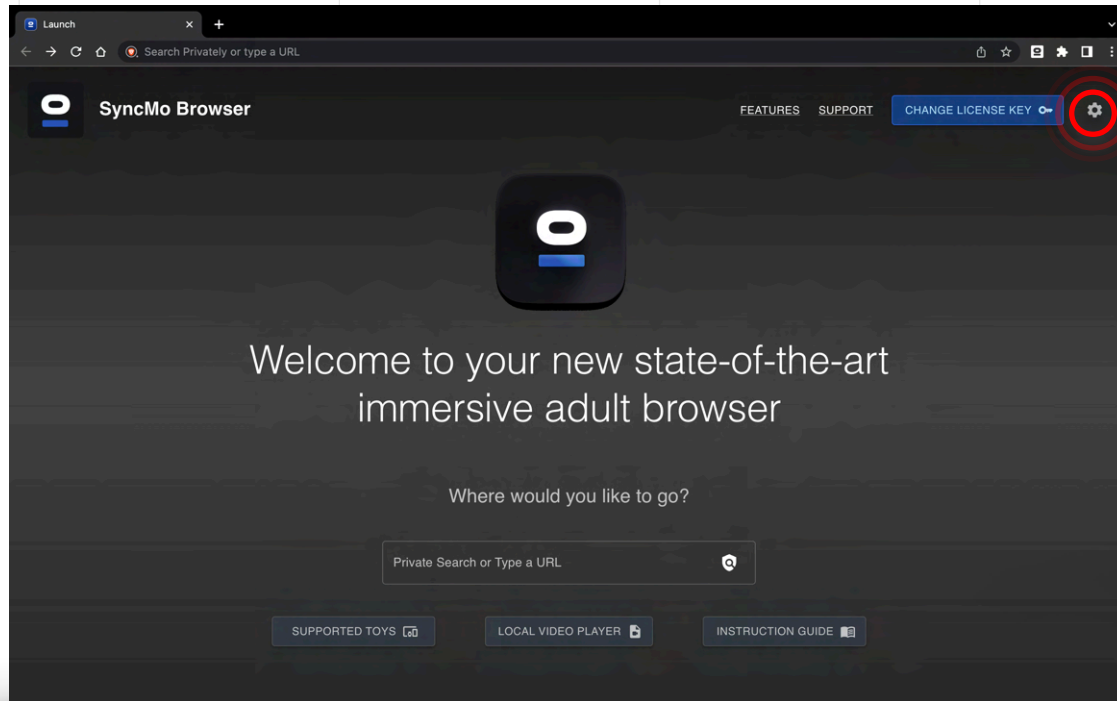 Launch
Search Privately or type a URL
SyncMo Browser
FEATURES SUPPORT CHANGE LICENSE KEY
Welcome to your new state-of-the-art
immersive adult browser
Where would you like to go?
Private Search or Type a URL
SUPPORTED TOYS LOCAL VIDEO PLAYER INSTRUCTION GUIDE